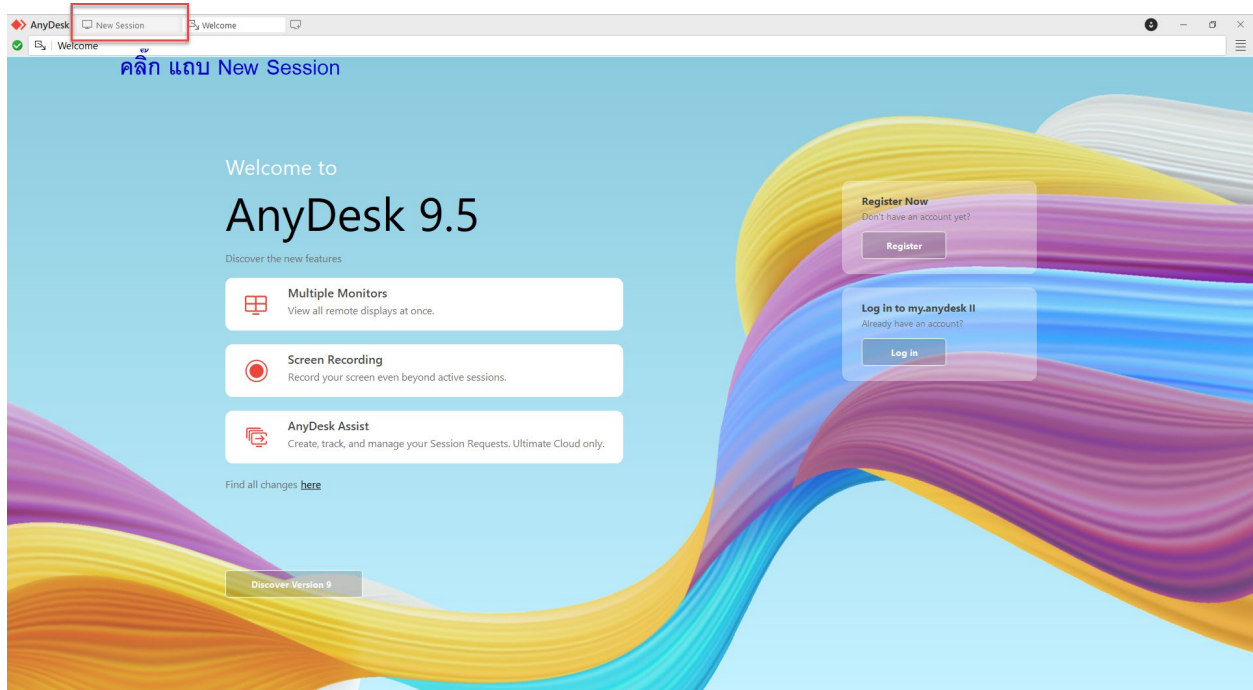 AnyDesk New Session Welcome
Welcome
คลิ๊ก แถบ New Session
Welcome to
AnyDesk 9.5
Discover the new features
Multiple Monitors
View all remote displays at once.
Screen Recording
Record your screen even beyond active sessions.
AnyDesk Assist
Create, track, and manage your Session Requests. Ultimate Cloud only.
Find all changes here
Discover Version 9
Register Now
Don't have an account yet?
Register
Log in to my.anydesk II
Already have an account?
Log in